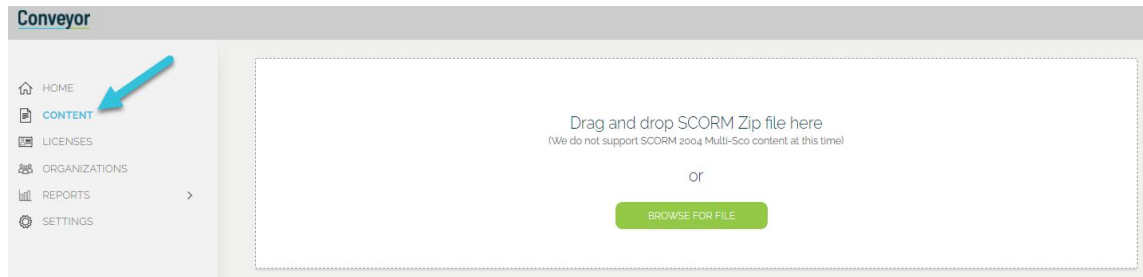 Conveyor
HOME
CONTENT
LICENSES
ORGANIZATIONS
REPORTS
SETTINGS
Drag and drop SCORM Zip file here
(We do not support SCORM 2004 Multi-Sco content at this time)
or
BROWSE FOR FILE